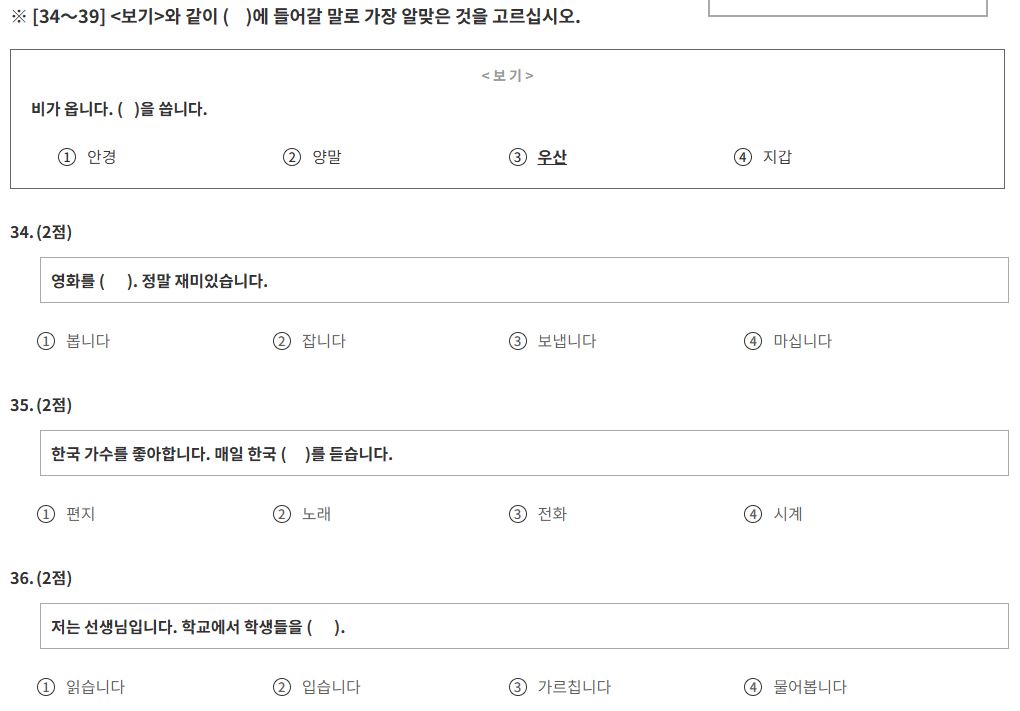 ※ [34～39] <보기>와 같이 ( )에 들어갈 말로 가장 알맞은 것을 고르십시오.
< 보 기 >
비가 옵니다. ( )을 씁니다.
① 안경 ② 양말 ③ 우산 ④ 지갑
34. (2점)
영화를 ( ). 정말 재미있습니다.
① 봅니다 ② 잡니다 ③ 보냅니다 ④ 마십니다
35. (2점)
한국 가수를 좋아합니다. 매일 한국 ( )를 듣습니다.
① 편지 ② 노래 ③ 전화 ④ 시계
36. (2점)
저는 선생님입니다. 학교에서 학생들을 ( ).
① 읽습니다 ② 입습니다 ③ 가르칩니다 ④ 물어봅니다